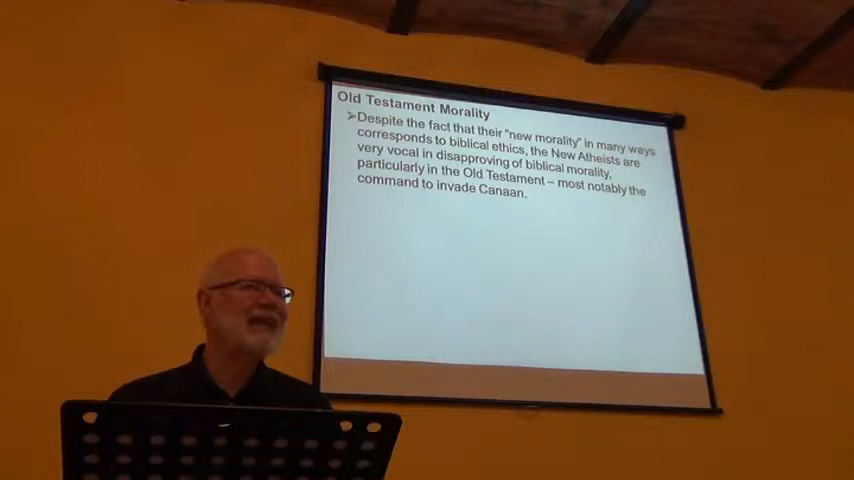 Old Testament Morality
➢Despite the fact that their "new morality" in many ways
corresponds to biblical ethics, the New Atheists are
very vocal in disapproving of biblical morality,
particularly in the Old Testament – most notably the
command to invade Canaan.